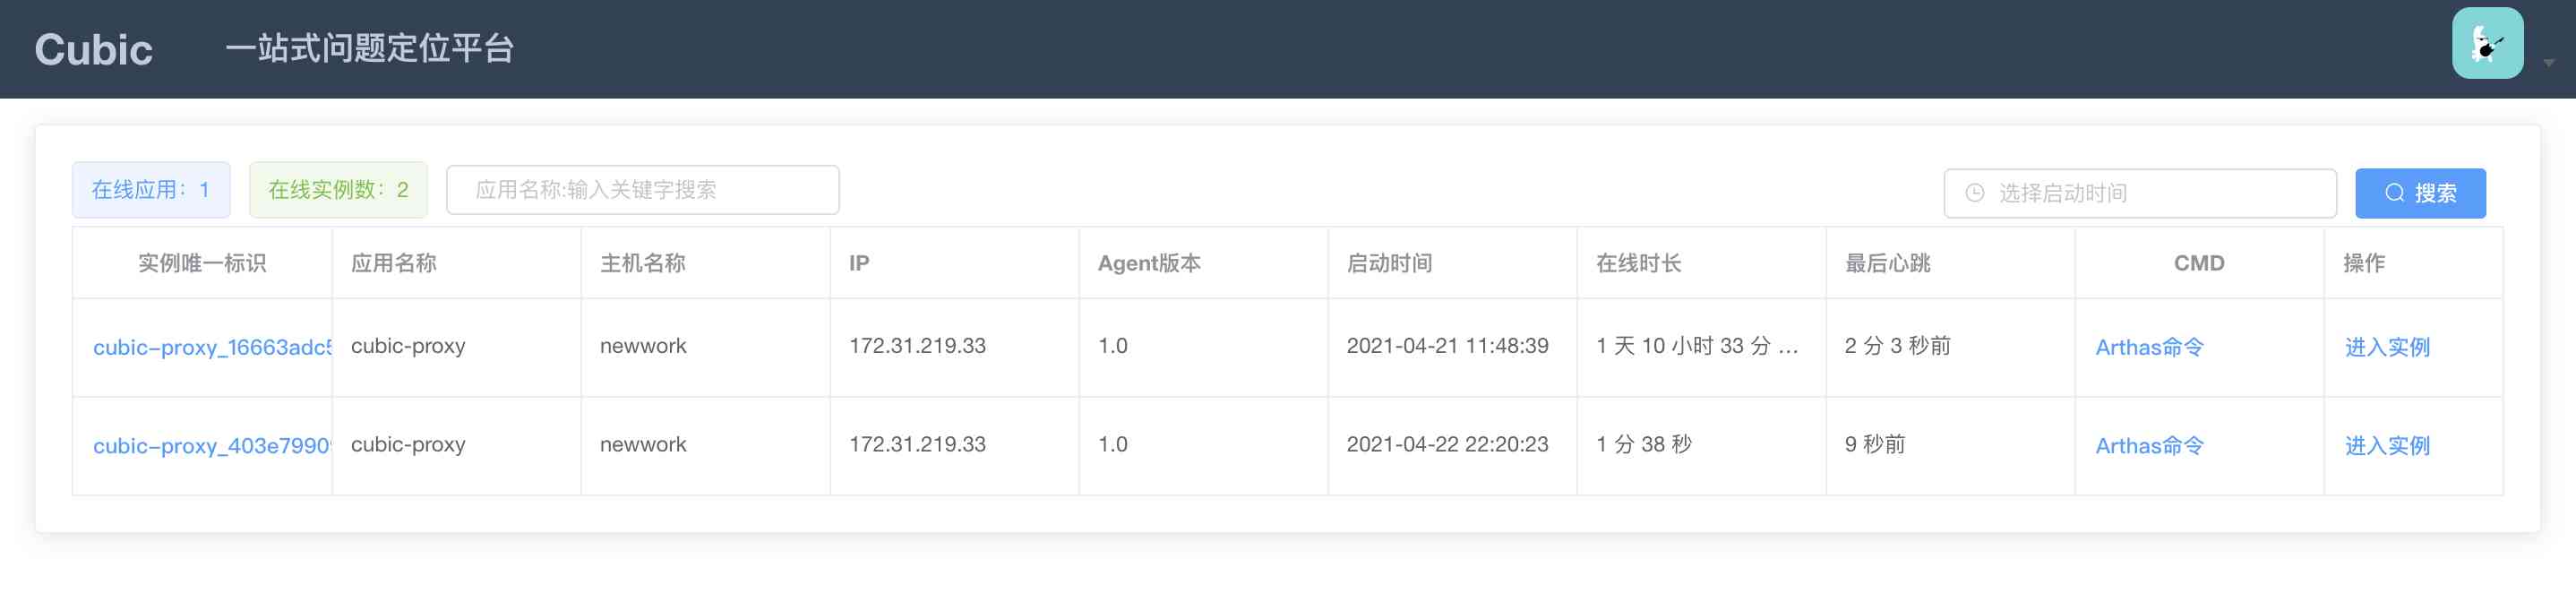 Cubic 一站式问题定位平台
在线应用：1 在线实例数：2 应用名称:输入关键字搜索 选择启动时间 搜索
实例唯一标识 应用名称 主机名称 IP Agent版本 启动时间 在线时长 最后心跳 CMD 操作
cubic-proxy_16663adc5 cubic-proxy newwork 172.31.219.33 1.0 2021-04-21 11:48:39 1 天 10 小时 33 分 ... 2 分 3 秒前 Arthas命令 进入实例
cubic-proxy_403e7990 cubic-proxy newwork 172.31.219.33 1.0 2021-04-22 22:20:23 1 分 38 秒 9 秒前 Arthas命令 进入实例